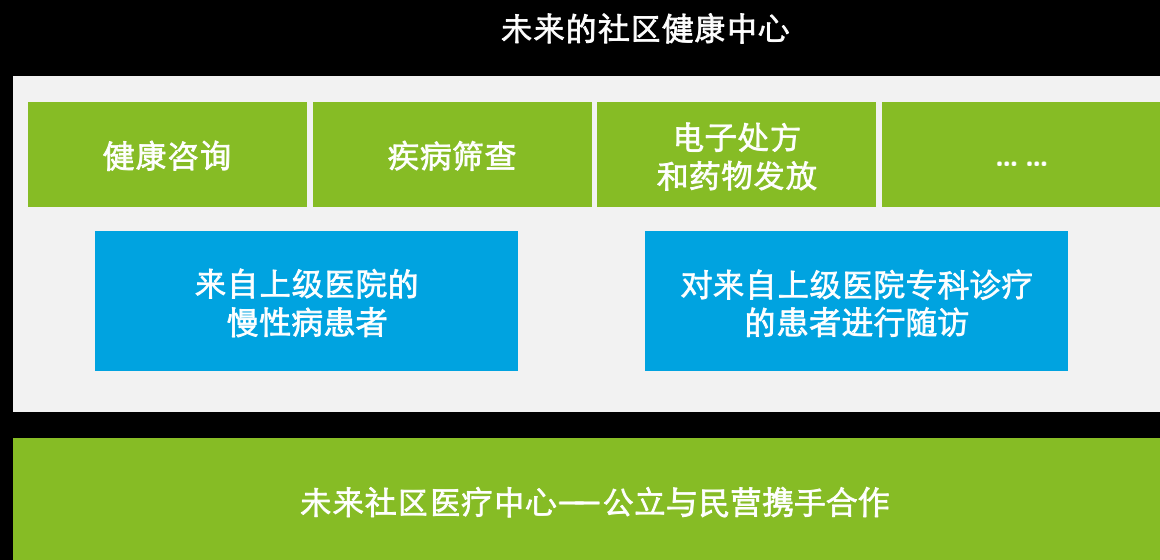 未来的社区健康中心
健康咨询
疾病筛查
电子处方
和药物发放
... ...
来自上级医院的
慢性病患者
对来自上级医院专科诊疗
的患者进行随访
未来社区医疗中心——公立与民营携手合作